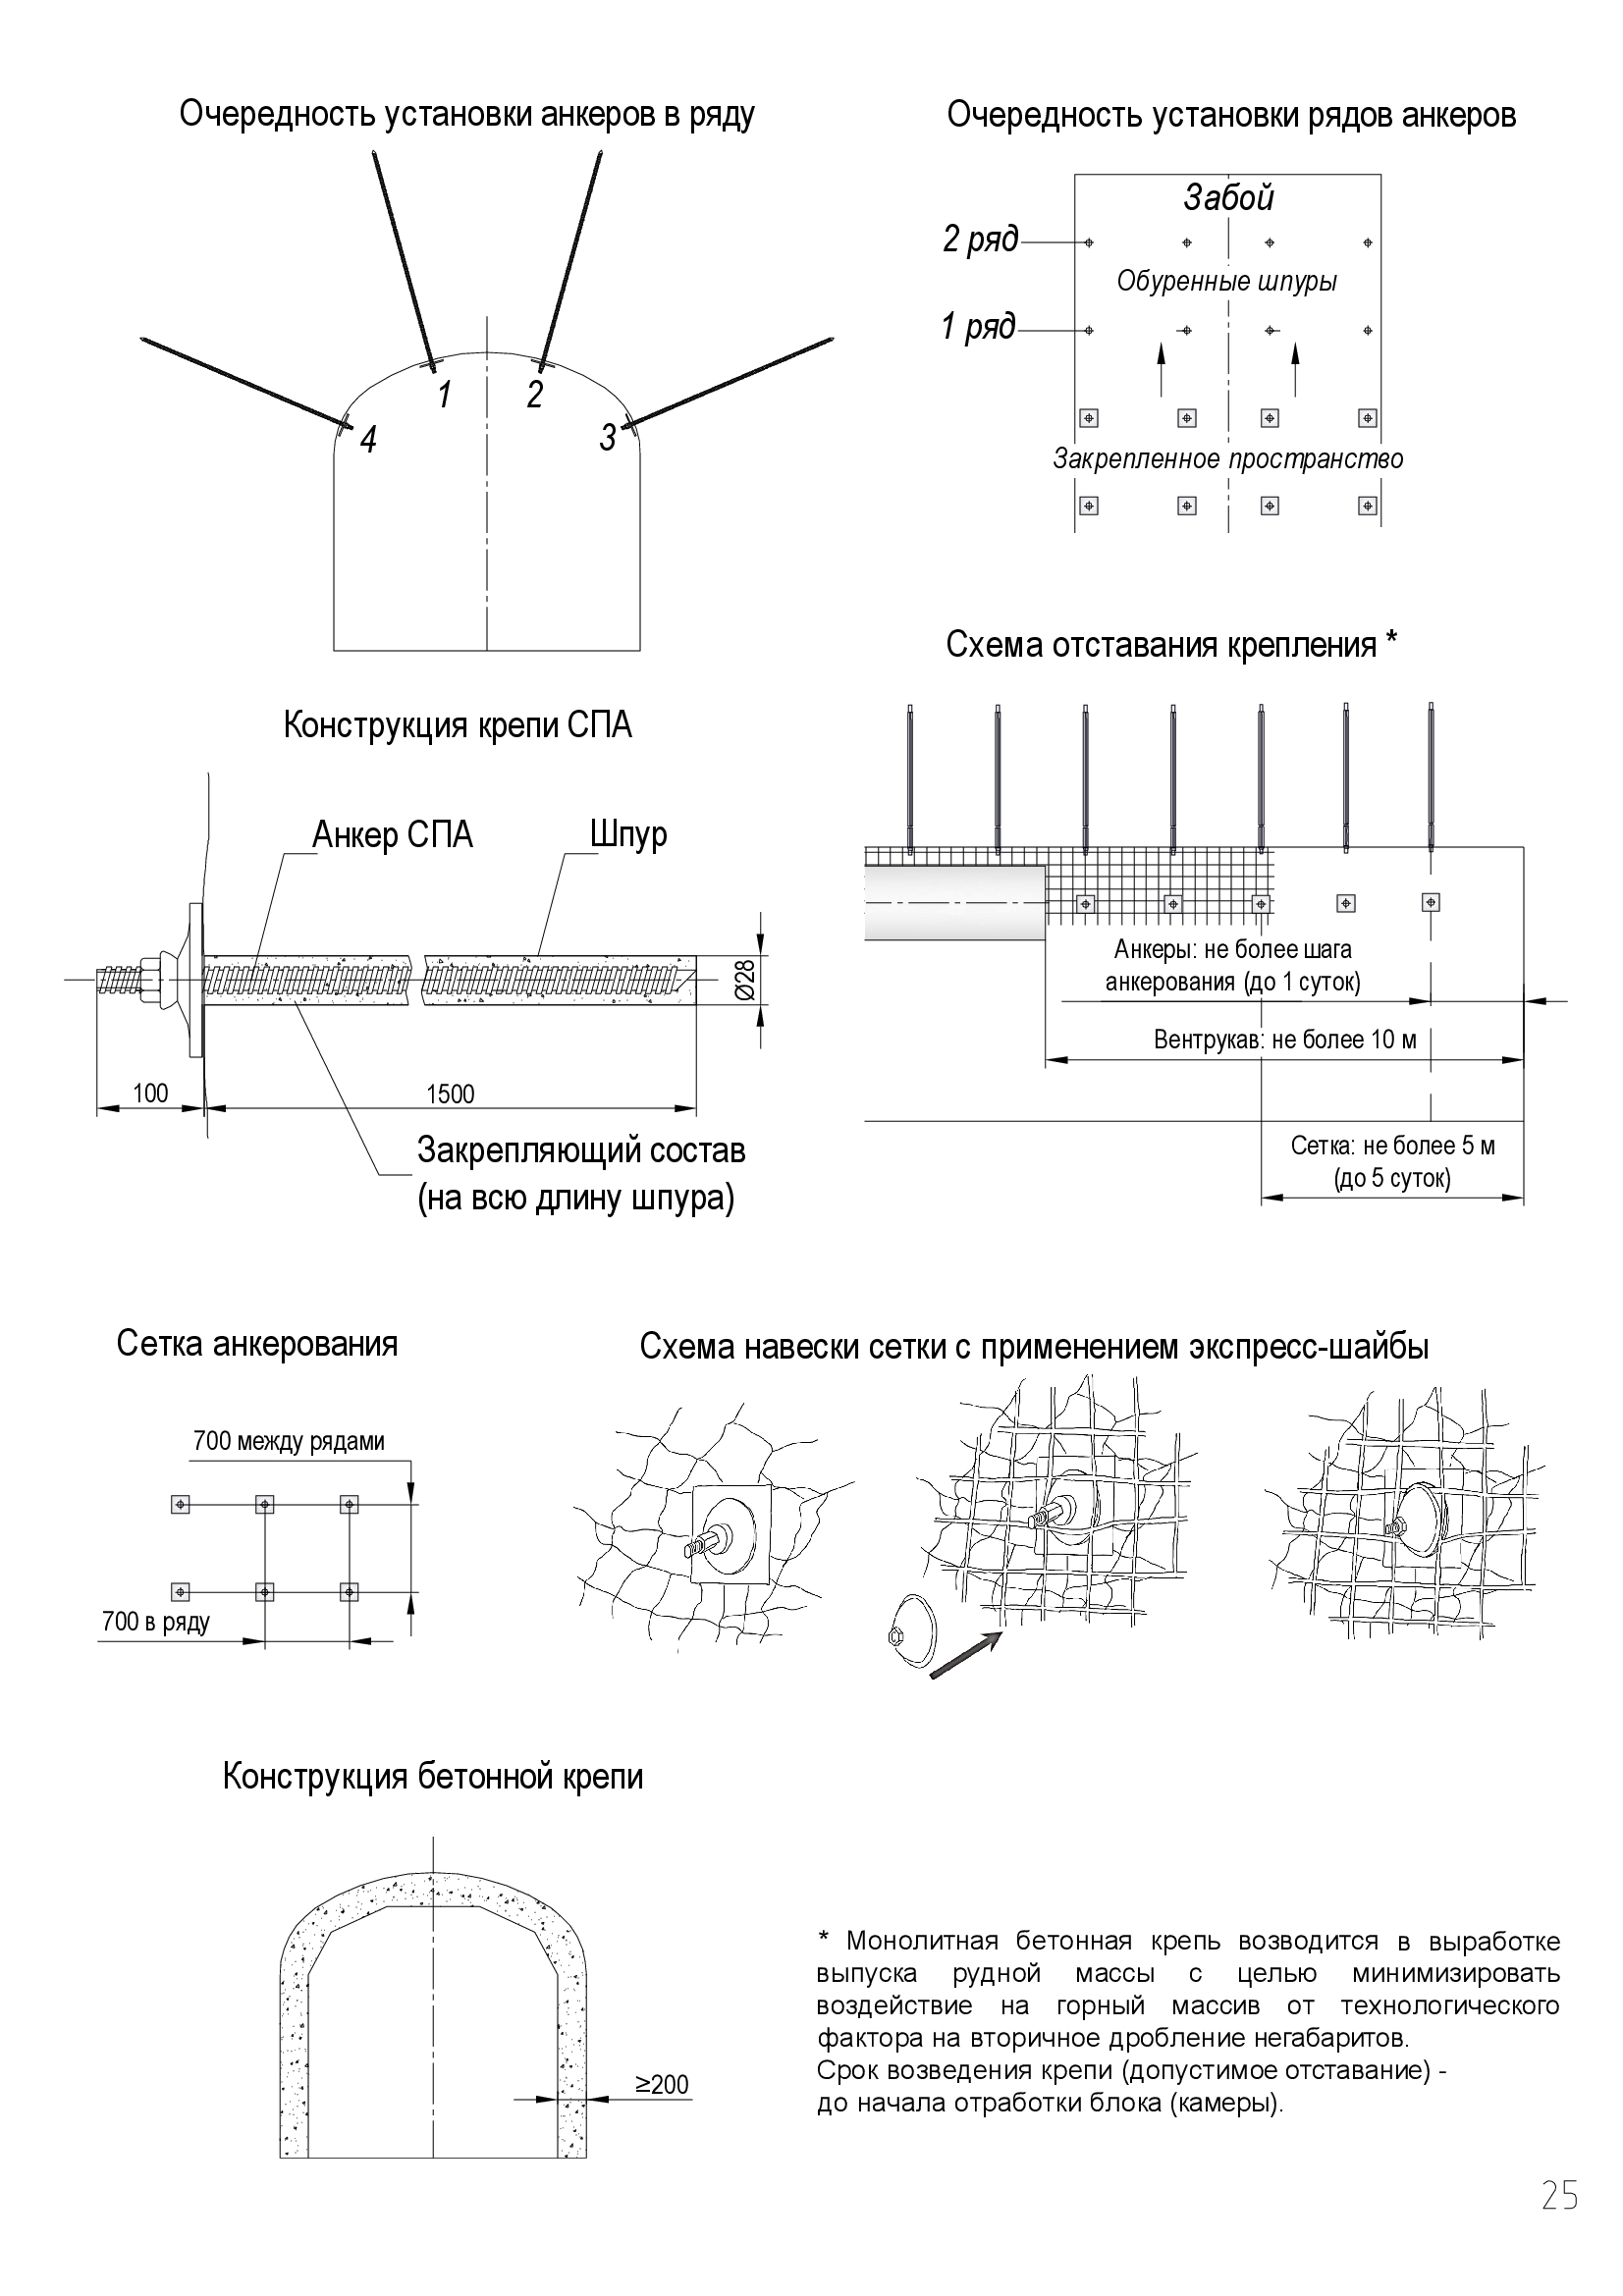 Очередность установки анкеров в ряду
1
2
3
4
Очередность установки рядов анкеров
Забой
2 ряд
Обуренные шпуры
1 ряд
Закрепленное пространство
Конструкция крепи СПА
Анкер СПА
Шпур
Ø28
100
1500
Закрепляющий состав
(на всю длину шпура)
Схема отставания крепления *
Анкеры: не более шага
анкерования (до 1 суток)
Вентрукав: не более 10 м
Сетка: не более 5 м
(до 5 суток)
Сетка анкерования
700 между рядами
700 в ряду
Схема навески сетки с применением экспресс-шайбы
Конструкция бетонной крепи
≥200
* Монолитная бетонная крепь возводится в выработке
выпуска рудной массы с целью минимизировать
воздействие на горный массив от технологического
фактора на вторичное дробление негабаритов.
Срок возведения крепи (допустимое отставание) -
до начала отработки блока (камеры).
25